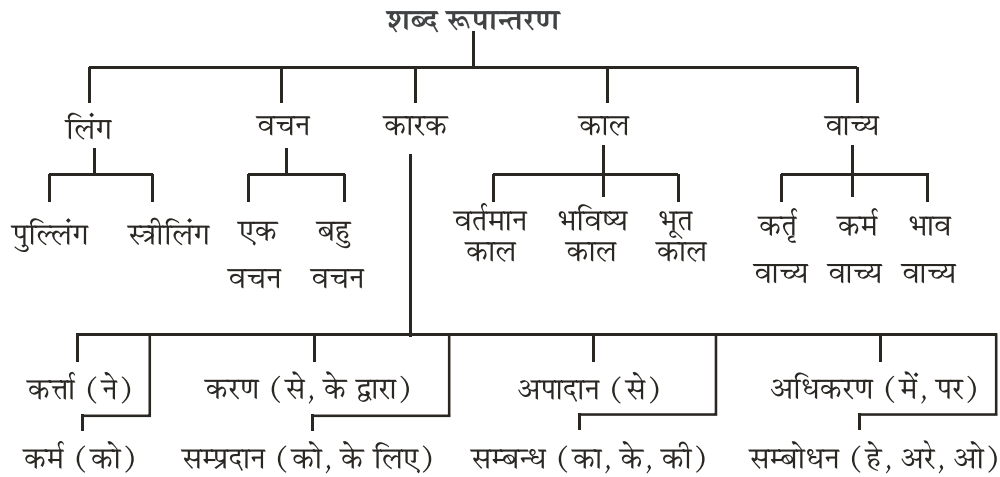 शब्द रूपान्तरण
लिंग वचन कारक काल वाच्य
पुल्लिंग स्त्रीलिंग एक वचन बहु वचन वर्तमान काल भविष्य काल भूत काल कर्तृ वाच्य कर्म वाच्य भाव वाच्य
कर्त्ता (ने) करण (से, के द्वारा) अपादान (से) अधिकरण (में, पर)
कर्म (को) सम्प्रदान (को, के लिए) सम्बन्ध (का, के, की) सम्बोधन (हे, अरे, ओ)